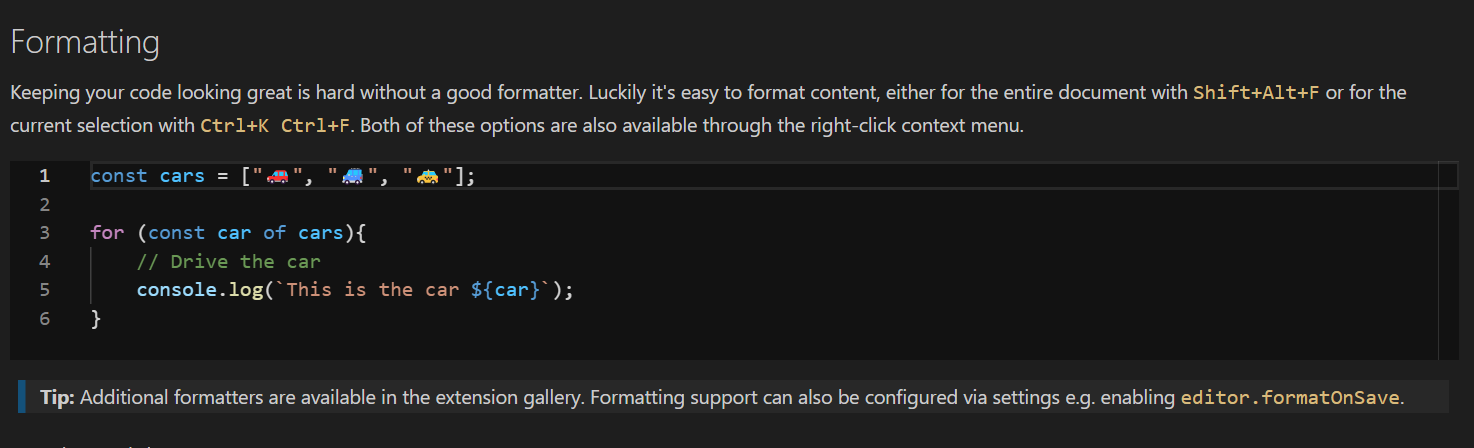 Formatting
Keeping your code looking great is hard without a good formatter. Luckily it's easy to format content, either for the entire document with Shift+Alt+F or for the
current selection with Ctrl+K Ctrl+F. Both of these options are also available through the right-click context menu.
1 const cars = ["🚗", "🚙", "🚕"];
2
3 for (const car of cars){
4     // Drive the car
5     console.log(`This is the car ${car}`);
6 }
Tip: Additional formatters are available in the extension gallery. Formatting support can also be configured via settings e.g. enabling editor.formatOnSave.